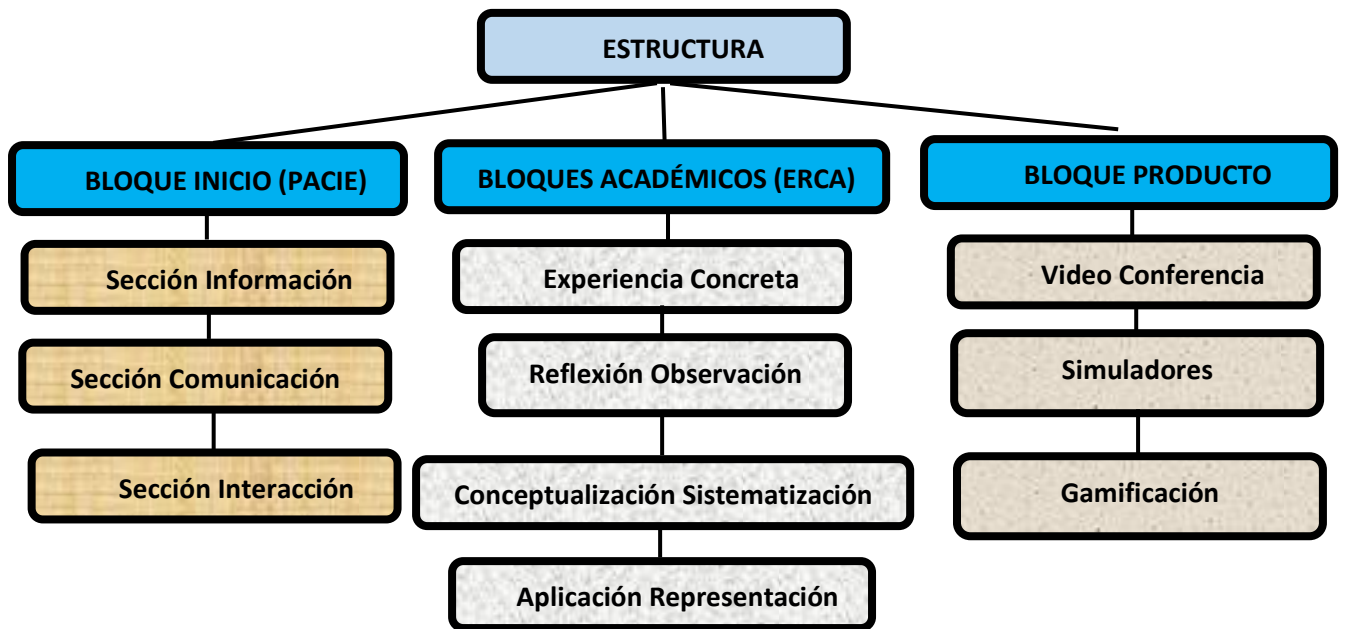 ESTRUCTURA
BLOQUE INICIO (PACIE)
Sección Información
Sección Comunicación
Sección Interacción
BLOQUES ACADÉMICOS (ERCA)
Experiencia Concreta
Reflexión Observación
Conceptualización Sistematización
Aplicación Representación
BLOQUE PRODUCTO
Video Conferencia
Simuladores
Gamificación